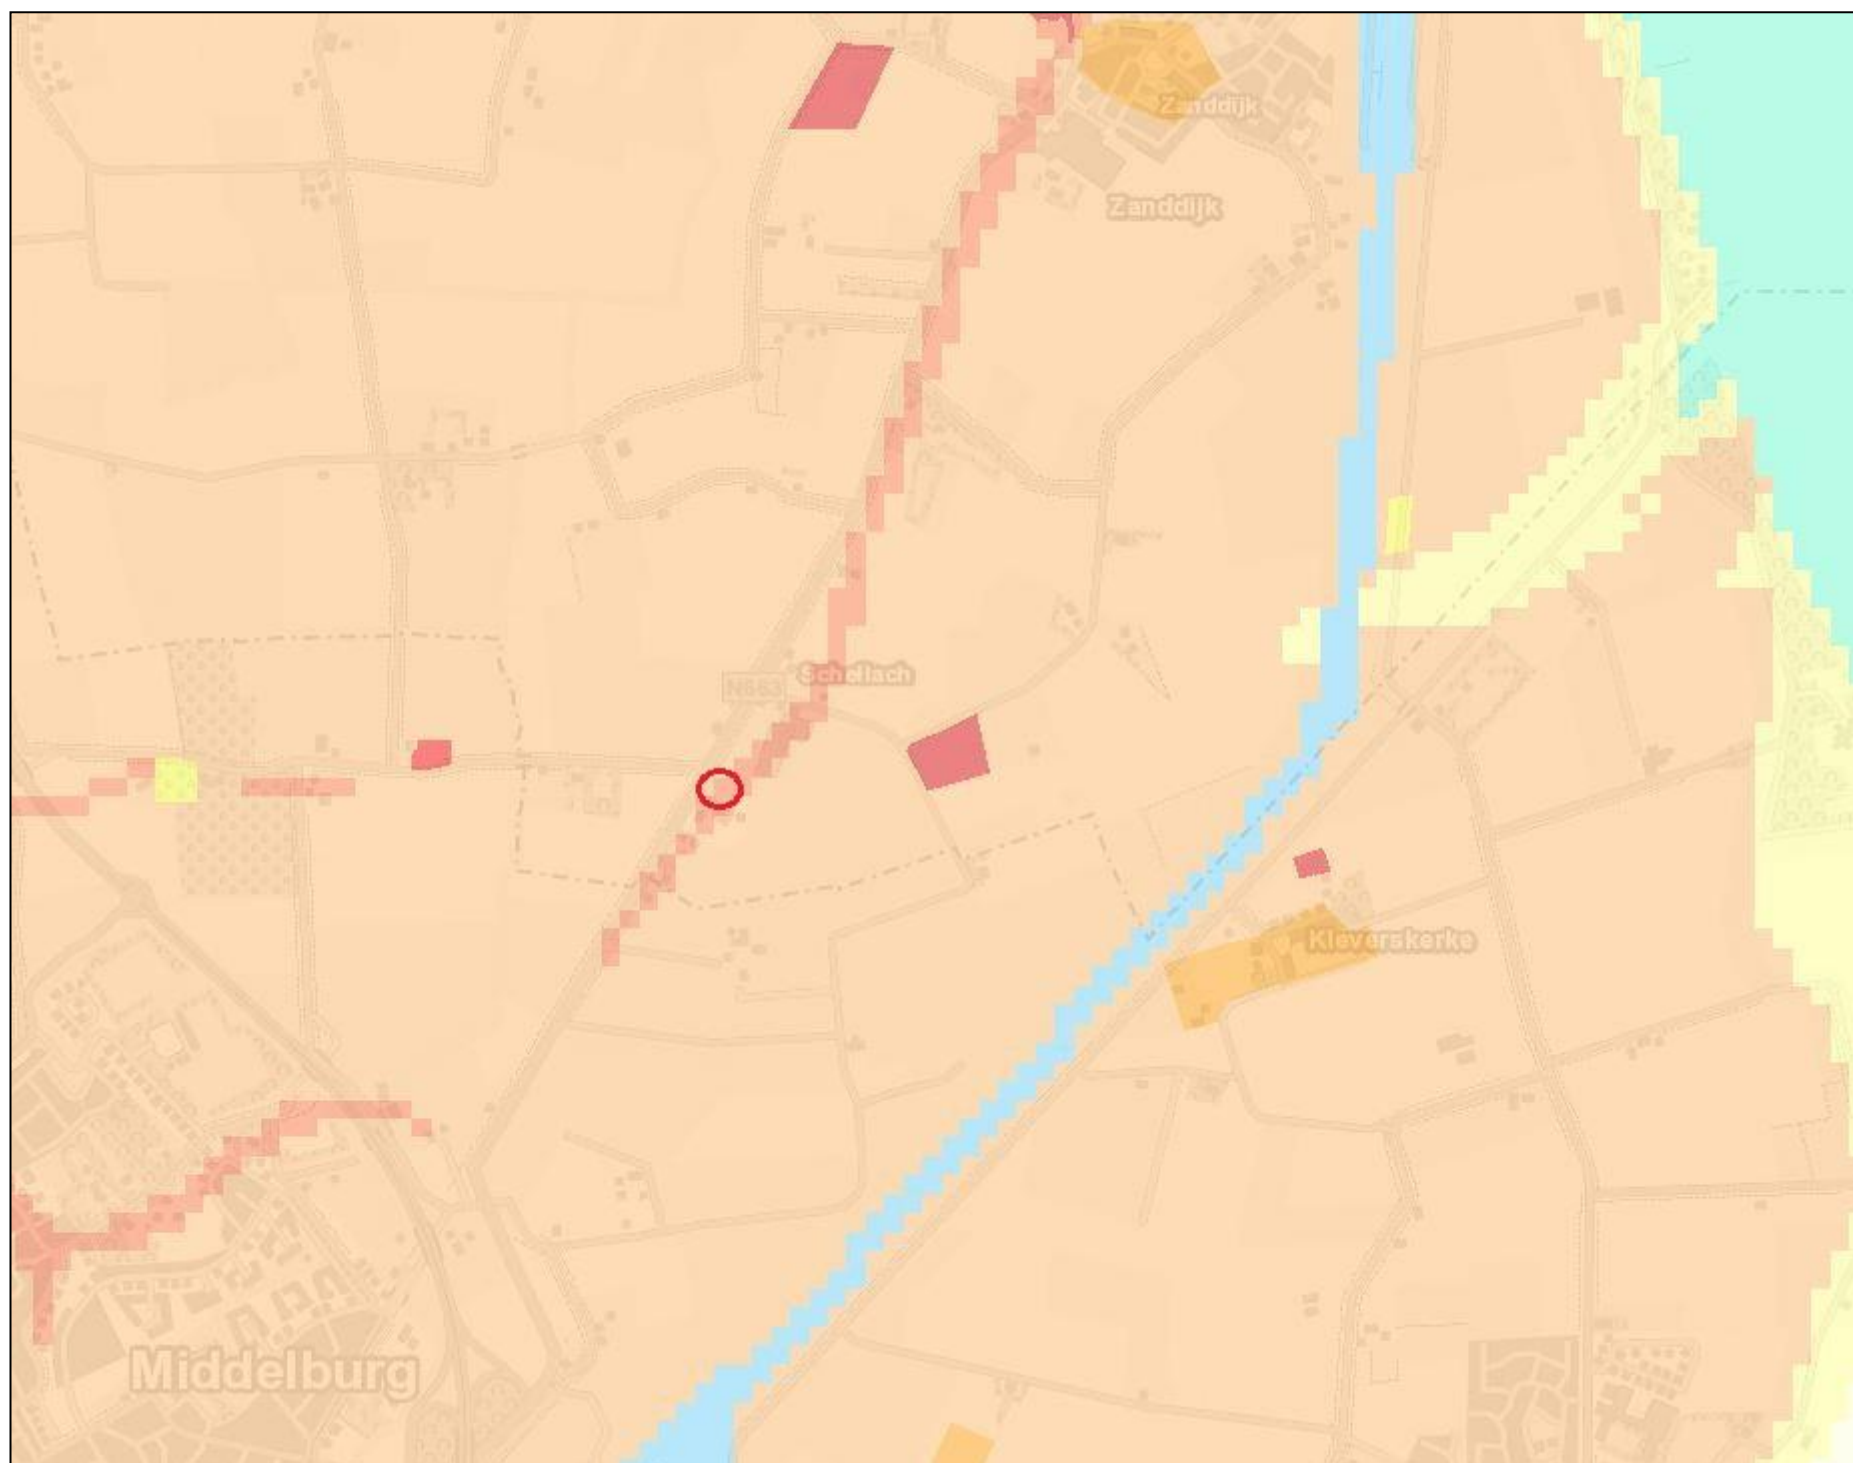 Zanddijk
Zanddijk
Schellach
N663
Kleverskerke
Middelburg